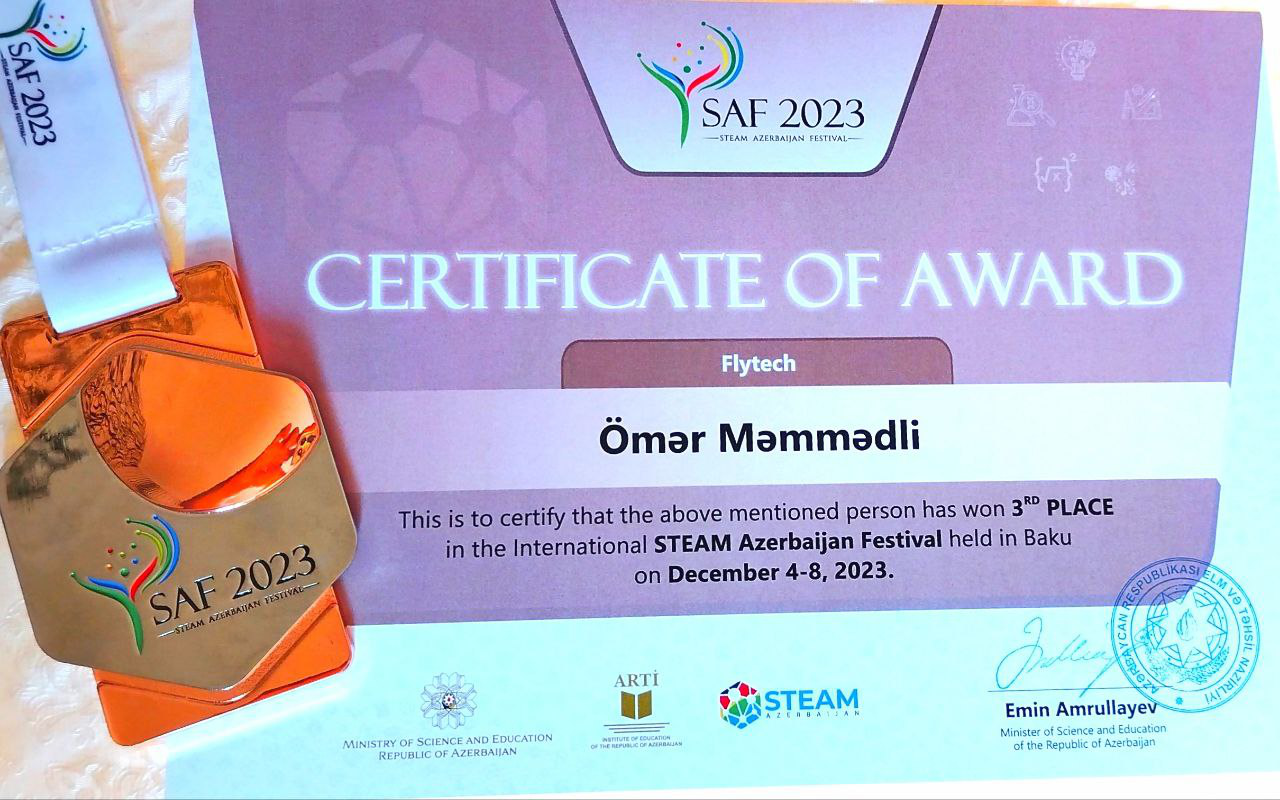 SAF 2023
STEAM AZERBAIJAN FESTIVAL
SAF 2023
STEAM AZERBAIJAN FESTIVAL
CERTIFICATE OF AWARD
Flytech
Ömər Məmmədli
This is to certify that the above mentioned person has won 3RD PLACE
in the International STEAM Azerbaijan Festival held in Baku
on December 4-8, 2023.
SAF 2023
STEAM AZERBAIJAN FESTIVAL
AZƏRBAYCAN RESPUBLİKASI ELM VƏ TƏHSİL NAZİRLİYİ
MINISTRY OF SCIENCE AND EDUCATION
REPUBLIC OF AZERBAIJAN
ARTİ
INSTITUTE OF EDUCATION
OF THE REPUBLIC OF AZERBAIJAN
STEAM
AZERBAIJAN
Emin Amrullayev
Minister of Science and Education
of the Republic of Azerbaijan